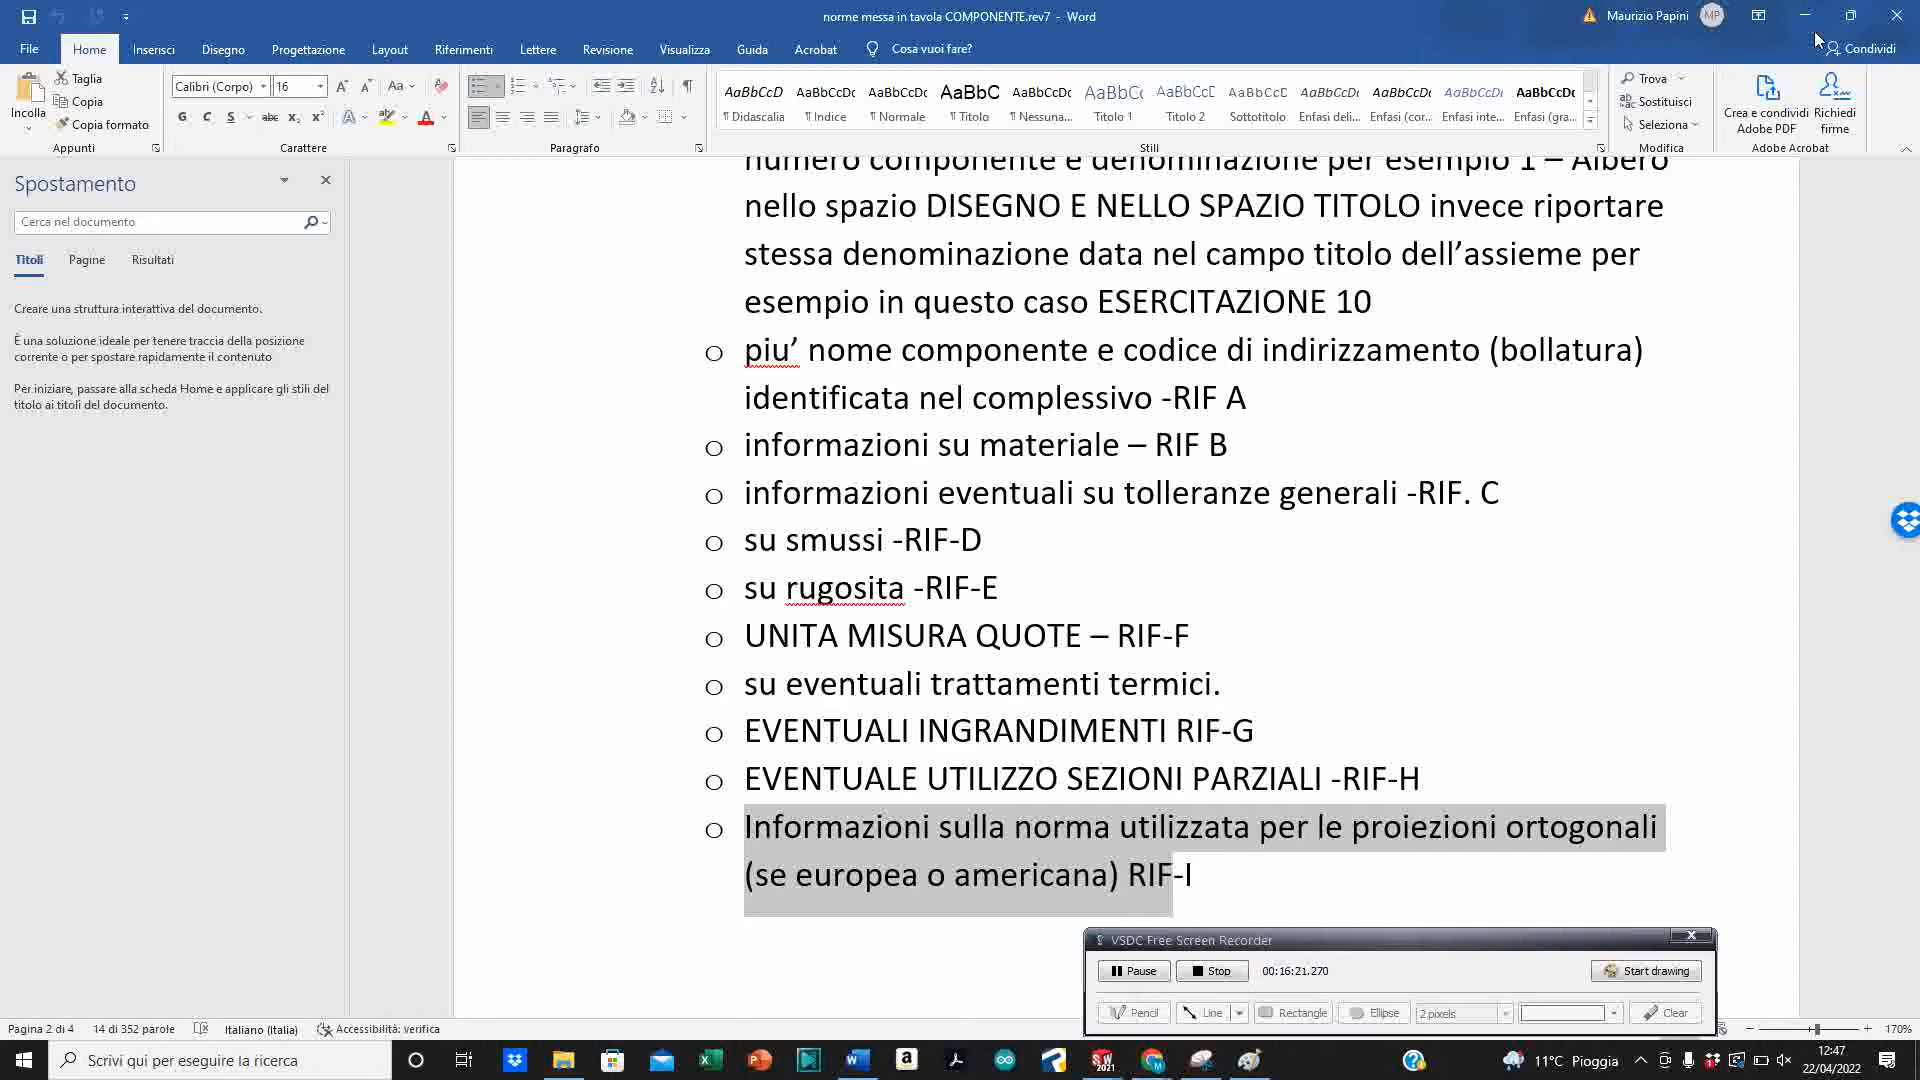 norme messa in tavola COMPONENTE.rev7 - Word
Maurizio Papini
MP
File
Home
Inserisci
Disegno
Progettazione
Layout
Riferimenti
Lettere
Revisione
Visualizza
Guida
Acrobat
Cosa vuoi fare?
Condividi
Incolla
Taglia
Copia
Copia formato
Appunti
Calibri (Corpo)
16
Carattere
Paragrafo
¶ Didascalia
¶ Indice
¶ Normale
¶ Titolo
¶ Nessuna...
Titolo 1
Titolo 2
Sottotitolo
Enfasi deli...
Enfasi (cor...
Enfasi inte...
Enfasi (gra...
Stili
Trova
Sostituisci
Seleziona
Modifica
Crea e condividi
Adobe PDF
Richiedi
firme
Adobe Acrobat
Spostamento
Cerca nel documento
Titoli
Pagine
Risultati
Creare una struttura interattiva del documento.
È una soluzione ideale per tenere traccia della posizione
corrente o per spostare rapidamente il contenuto
Per iniziare, passare alla scheda Home e applicare gli stili del
titolo ai titoli del documento.
numero componente e denominazione per esempio 1 – Albero
nello spazio DISEGNO E NELLO SPAZIO TITOLO invece riportare
stessa denominazione data nel campo titolo dell’assieme per
esempio in questo caso ESERCITAZIONE 10
o piu’ nome componente e codice di indirizzamento (bollatura)
identificata nel complessivo -RIF A
o informazioni su materiale – RIF B
o informazioni eventuali su tolleranze generali -RIF. C
o su smussi -RIF-D
o su rugosita -RIF-E
o UNITA MISURA QUOTE – RIF-F
o su eventuali trattamenti termici.
o EVENTUALI INGRANDIMENTI RIF-G
o EVENTUALE UTILIZZO SEZIONI PARZIALI -RIF-H
o Informazioni sulla norma utilizzata per le proiezioni ortogonali
(se europea o americana) RIF-I
VSDC Free Screen Recorder
Pause
Stop
00:16:21.270
Start drawing
Pencil
Line
Rectangle
Ellipse
2 pixels
Clear
Pagina 2 di 4
14 di 352 parole
Italiano (Italia)
Accessibilità: verifica
170%
Scrivi qui per eseguire la ricerca
11°C Pioggia
12:47
22/04/2022